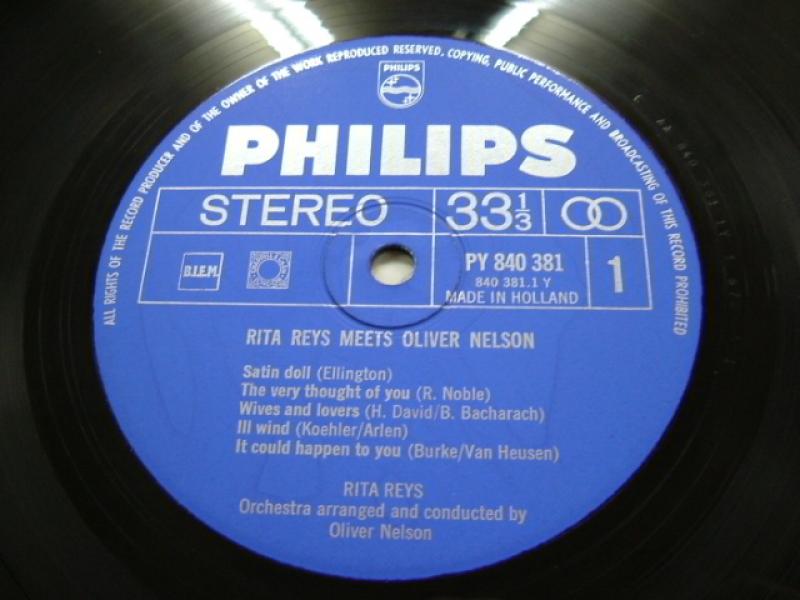 ALL RIGHTS OF THE RECORD PRODUCER AND OF THE OWNER OF THE WORK REPRODUCED RESERVED. COPYING, PUBLIC PERFORMANCE AND BROADCASTING OF THIS RECORD PROHIBITED
PHILIPS
PHILIPS
STEREO 33 1/3
B.I.E.M. PY 840 381 1
840 381.1 Y
MADE IN HOLLAND
RITA REYS MEETS OLIVER NELSON
Satin doll (Ellington)
The very thought of you (R. Noble)
Wives and lovers (H. David/B. Bacharach)
Ill wind (Koehler/Arlen)
It could happen to you (Burke/Van Heusen)
RITA REYS
Orchestra arranged and conducted by
Oliver Nelson